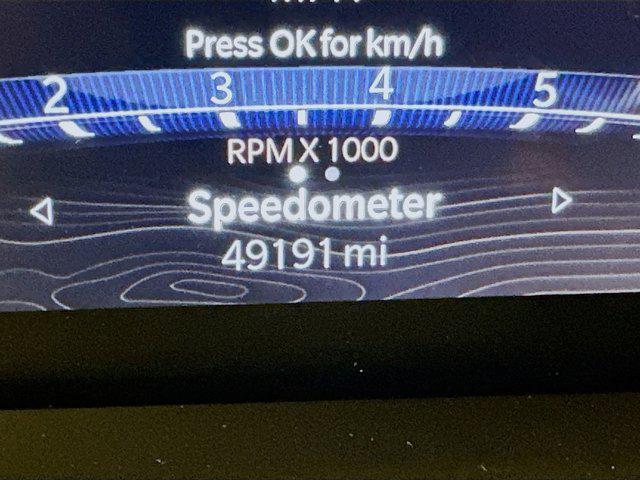 Press OK for km/h
2 3 4 5
RPM X 1000
Speedometer
49191 mi